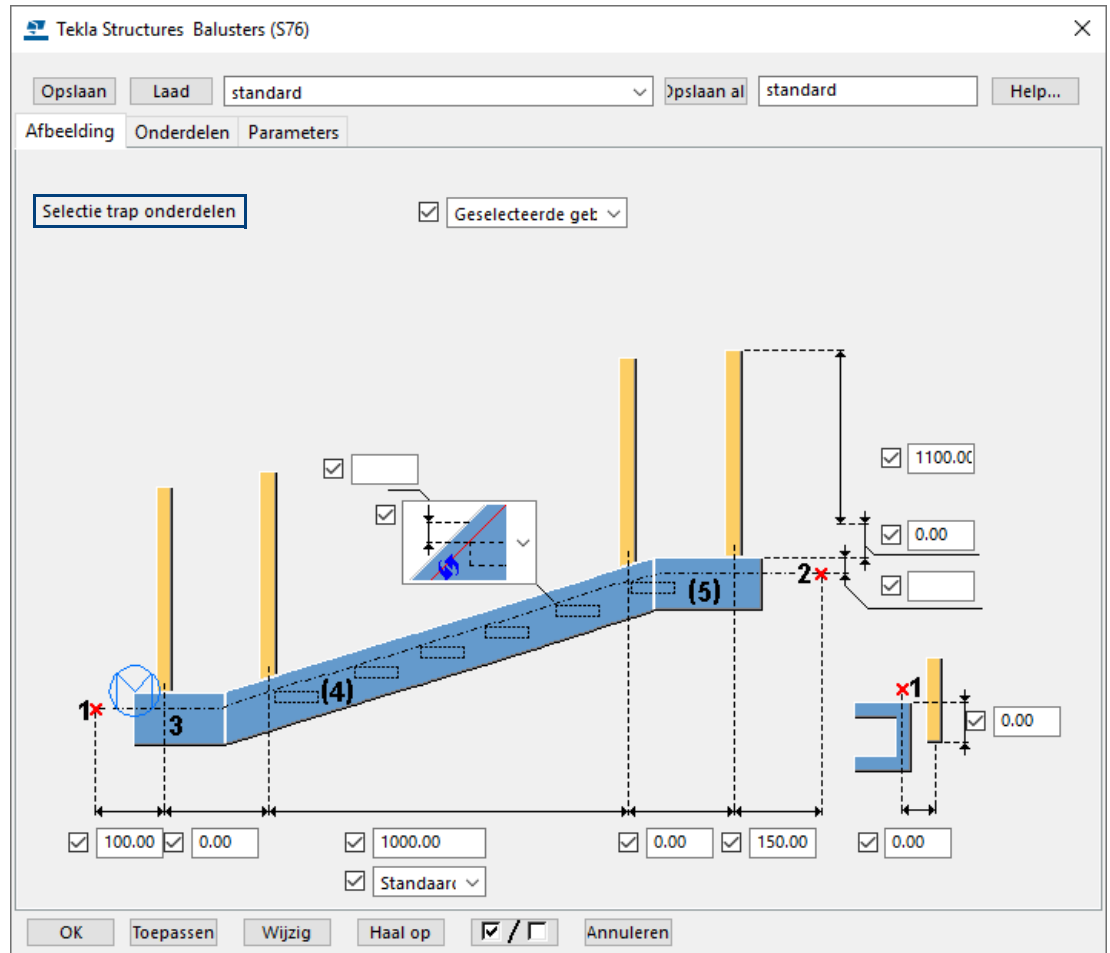 Tekla Structures Balusters (S76)
Opslaan Laad standard Opslaan al standard Help...
Afbeelding Onderdelen Parameters
Selectie trap onderdelen Geselecteerde geb
1100.00
0.00
2
(5)
(4)
1
3
1
0.00
100.00 0.00 1000.00 0.00 150.00 0.00
Standaar
OK Toepassen Wijzig Haal op / Annuleren